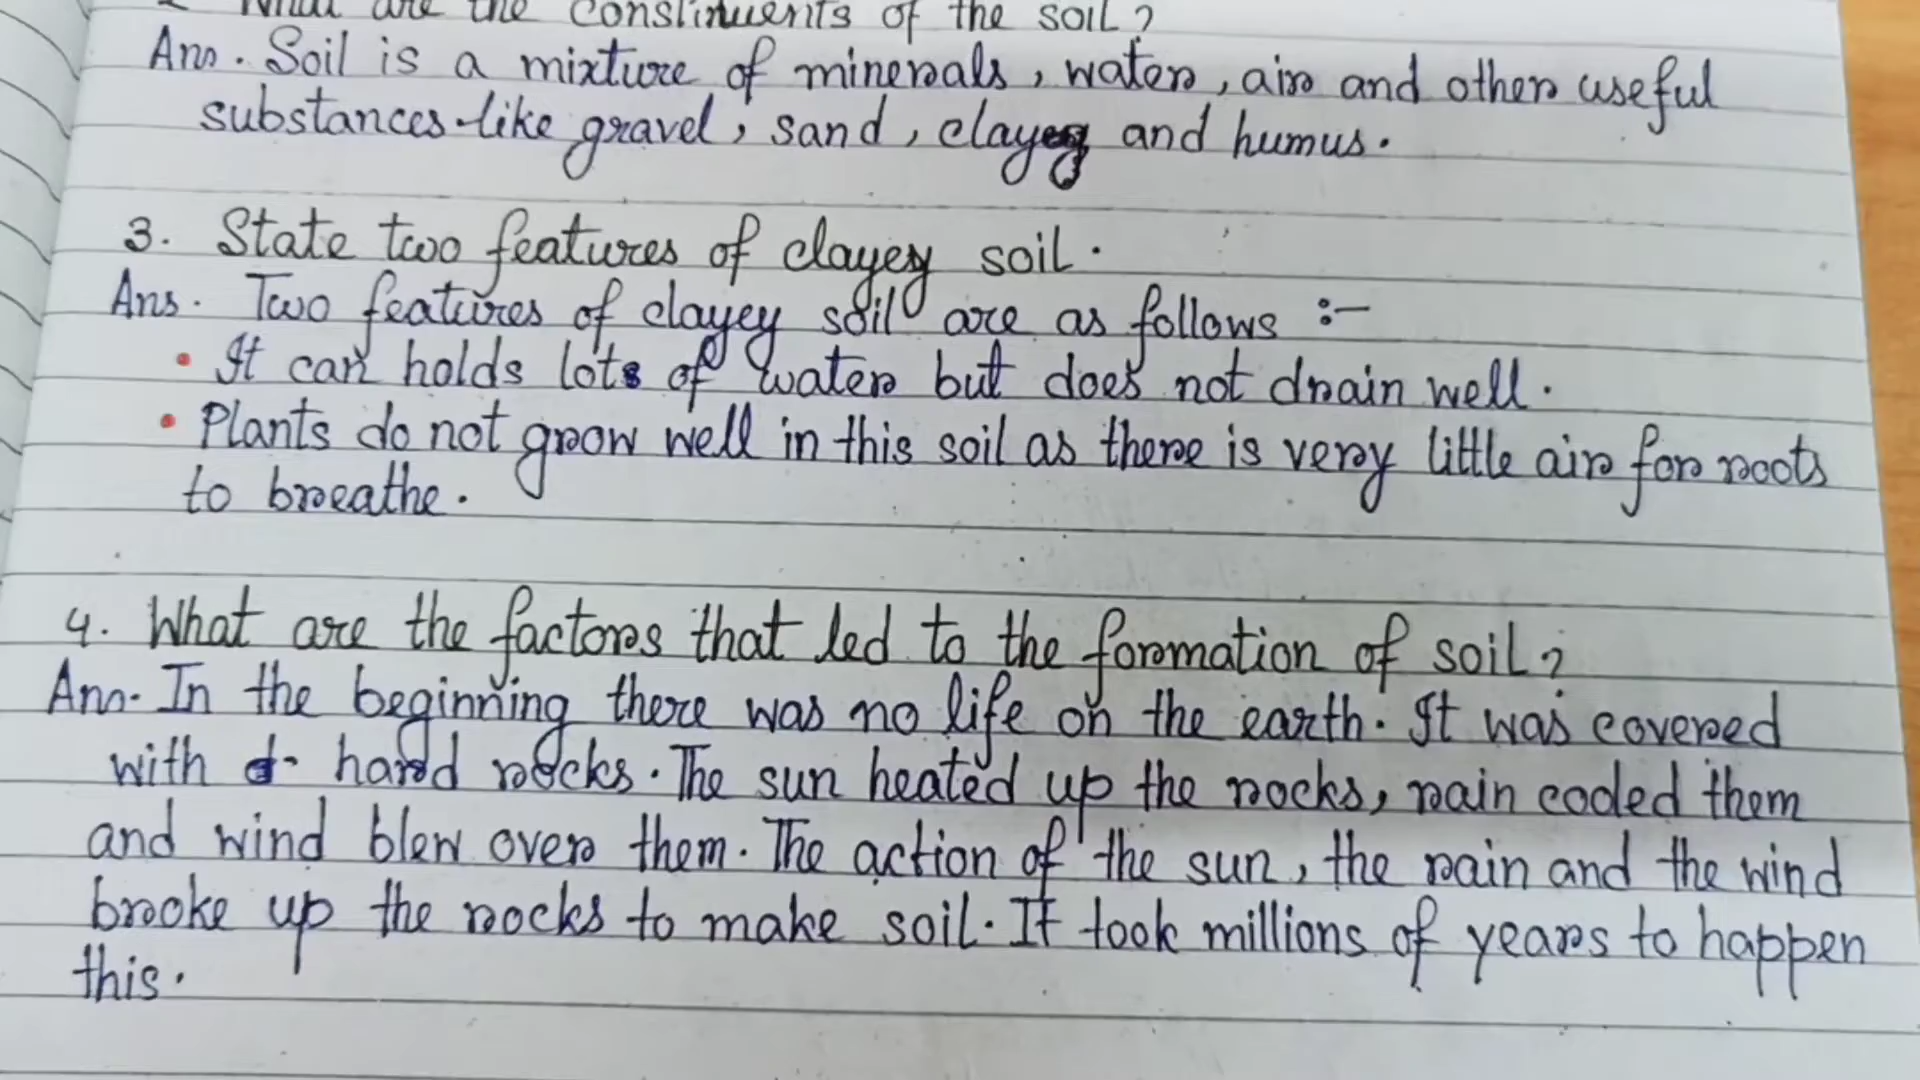 What are the constituents of the soil?
Ans. Soil is a mixture of minerals, water, air and other useful
substances like gravel, sand, clay and humus.
3. State two features of clayey soil.
Ans. Two features of clayey soil are as follows :-
• It can holds lots of water but does not drain well.
• Plants do not grow well in this soil as there is very little air for roots
to breathe.
4. What are the factors that led to the formation of soil?
Ans. In the beginning there was no life on the earth. It was covered
with hard rocks. The sun heated up the rocks, rain cooled them
and wind blew over them. The action of the sun, the rain and the wind
broke up the rocks to make soil. It took millions of years to happen
this.